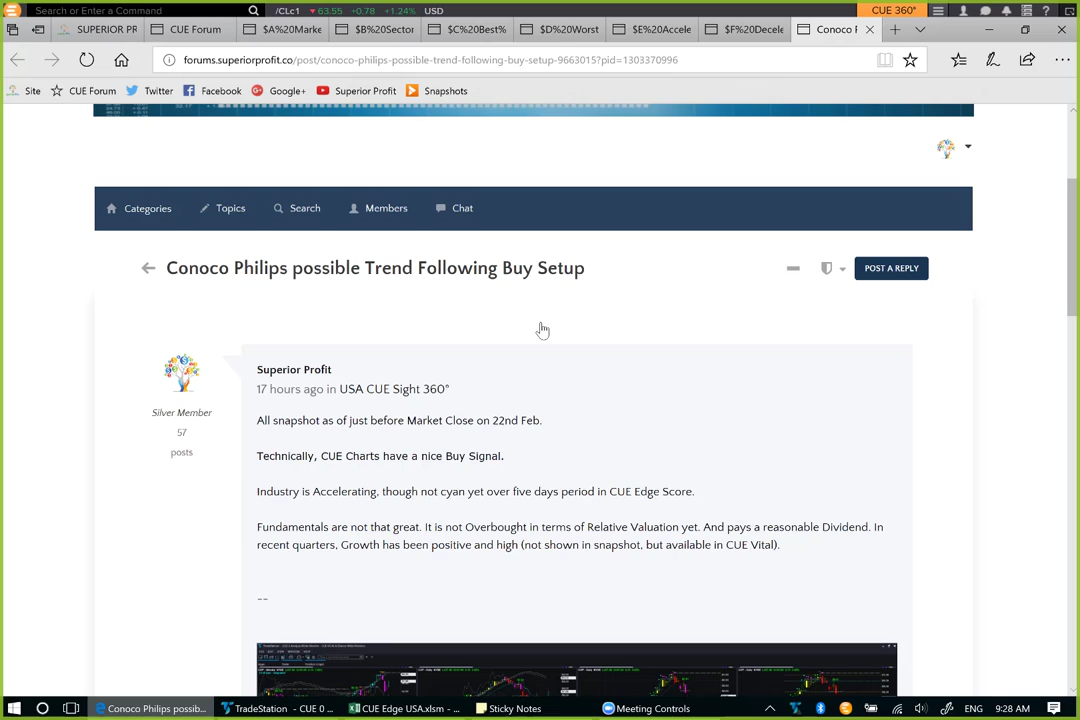 Search or Enter a Command
/CLc1 ▼63.55 +0.78 +1.24% USD
CUE 360°
SUPERIOR PR
CUE Forum
$A%20Marke
$B%20Sector
$C%20Best%
$D%20Worst
$E%20Accele
$F%20Decele
Conoco P
forums.superiorprofit.co/post/conoco-philips-possible-trend-following-buy-setup-9663015?pid=1303370996
Site
CUE Forum
Twitter
Facebook
Google+
Superior Profit
Snapshots
Categories
Topics
Search
Members
Chat
Conoco Philips possible Trend Following Buy Setup
POST A REPLY
Superior Profit
17 hours ago in USA CUE Sight 360°
Silver Member
57
posts
All snapshot as of just before Market Close on 22nd Feb.
Technically, CUE Charts have a nice Buy Signal.
Industry is Accelerating, though not cyan yet over five days period in CUE Edge Score.
Fundamentals are not that great. It is not Overbought in terms of Relative Valuation yet. And pays a reasonable Dividend. In
recent quarters, Growth has been positive and high (not shown in snapshot, but available in CUE Vital).
--
Conoco Philips possib...
TradeStation - CUE 0 ...
CUE Edge USA.xlsm - ...
Sticky Notes
Meeting Controls
ENG
9:28 AM